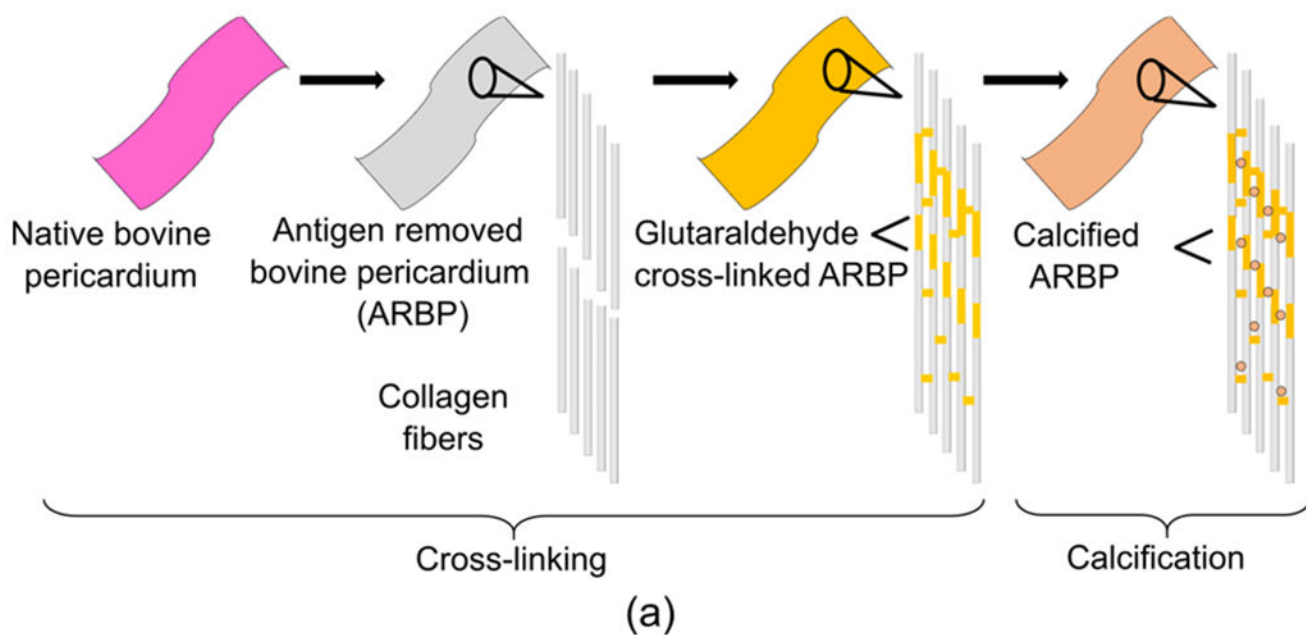 Native bovine
pericardium
Antigen removed
bovine pericardium
(ARBP)
Collagen
fibers
Glutaraldehyde
cross-linked ARBP
Calcified
ARBP
Cross-linking
Calcification
(a)